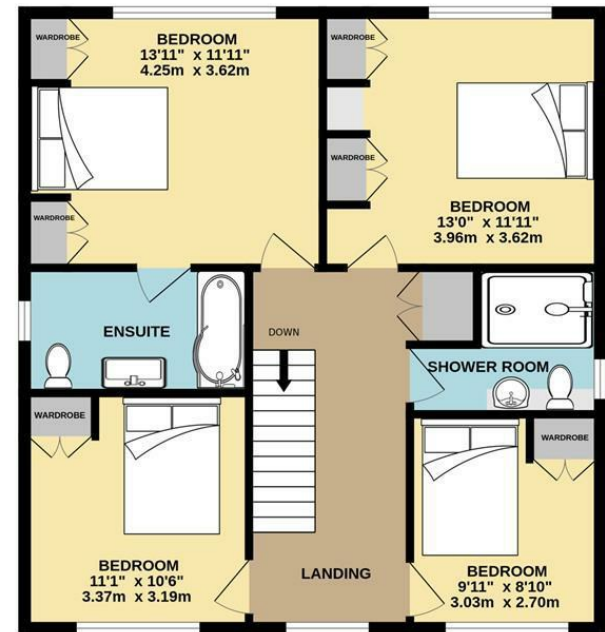 WARDROBE
BEDROOM
13'11" x 11'11"
4.25m x 3.62m
WARDROBE
WARDROBE
WARDROBE
BEDROOM
13'0" x 11'11"
3.96m x 3.62m
ENSUITE
DOWN
SHOWER ROOM
WARDROBE
BEDROOM
11'1" x 10'6"
3.37m x 3.19m
LANDING
WARDROBE
BEDROOM
9'11" x 8'10"
3.03m x 2.70m